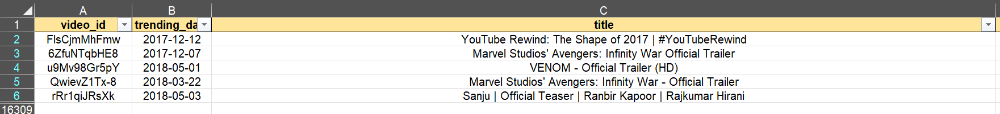 A B C
1 video_id trending_da title
2 FlsCjmMhFmw 2017-12-12 YouTube Rewind: The Shape of 2017 | #YouTubeRewind
3 6ZfuNTqbHE8 2017-12-07 Marvel Studios' Avengers: Infinity War Official Trailer
4 u9Mv98Gr5pY 2018-05-01 VENOM - Official Trailer (HD)
5 QwievZ1Tx-8 2018-03-22 Marvel Studios' Avengers: Infinity War - Official Trailer
6 rRr1qiJRsXk 2018-05-03 Sanju | Official Teaser | Ranbir Kapoor | Rajkumar Hirani
16309